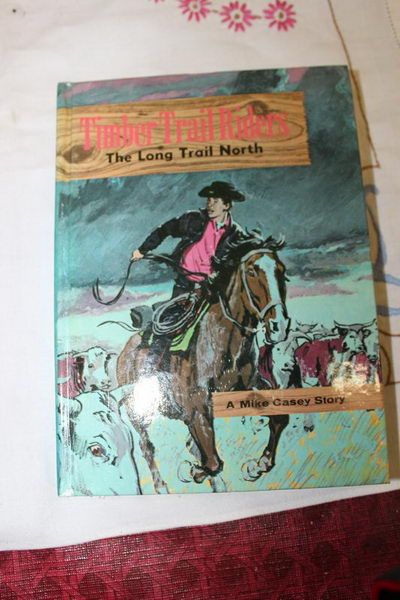 Timber Trail Riders
The Long Trail North
A Mike Casey Story